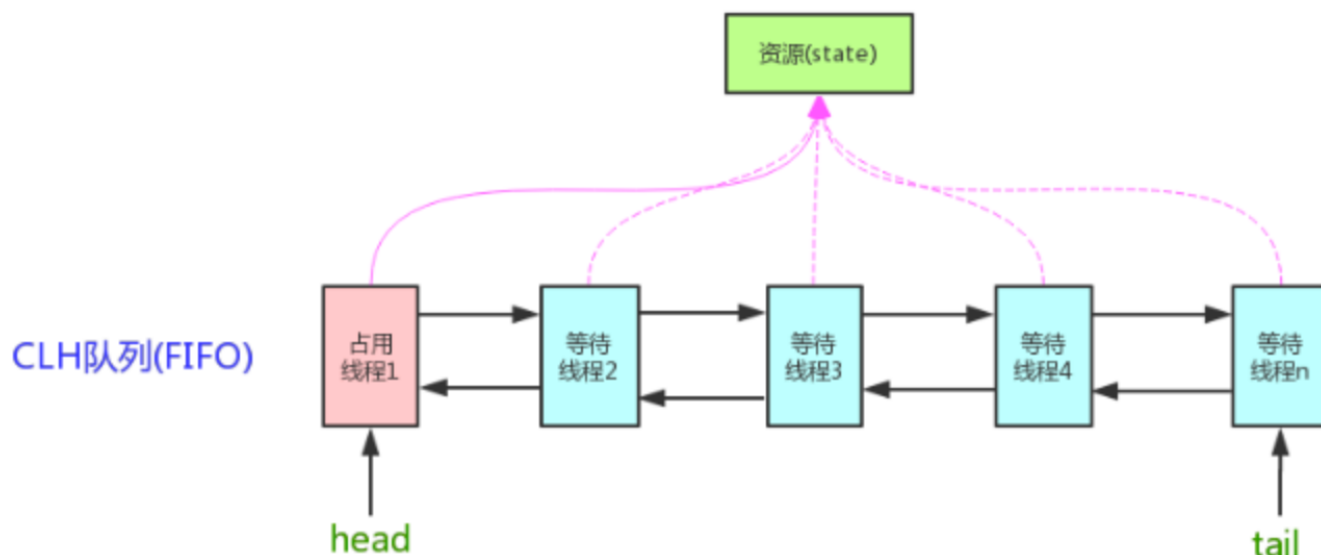 资源(state)
CLH队列(FIFO)
占用
线程1
等待
线程2
等待
线程3
等待
线程4
等待
线程n
head
tail